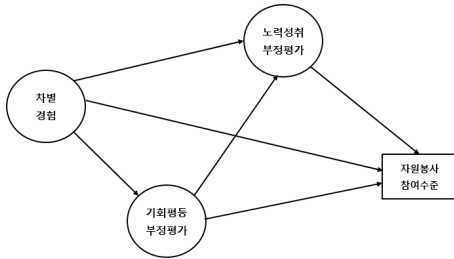 노력성취
부정평가
차별
경험
자원봉사
참여수준
기회평등
부정평가